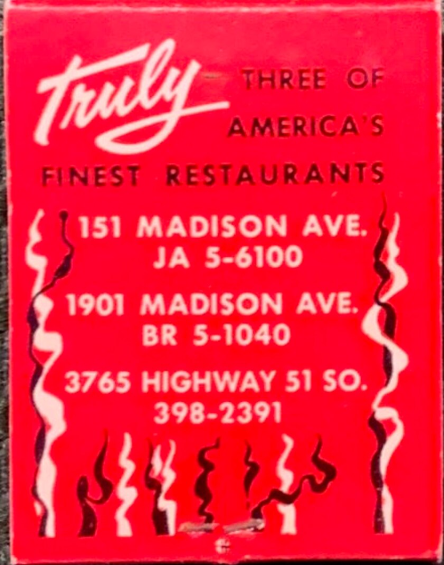 Truly THREE OF
AMERICA'S
FINEST RESTAURANTS
151 MADISON AVE.
JA 5-6100
1901 MADISON AVE.
BR 5-1040
3765 HIGHWAY 51 SO.
398-2391